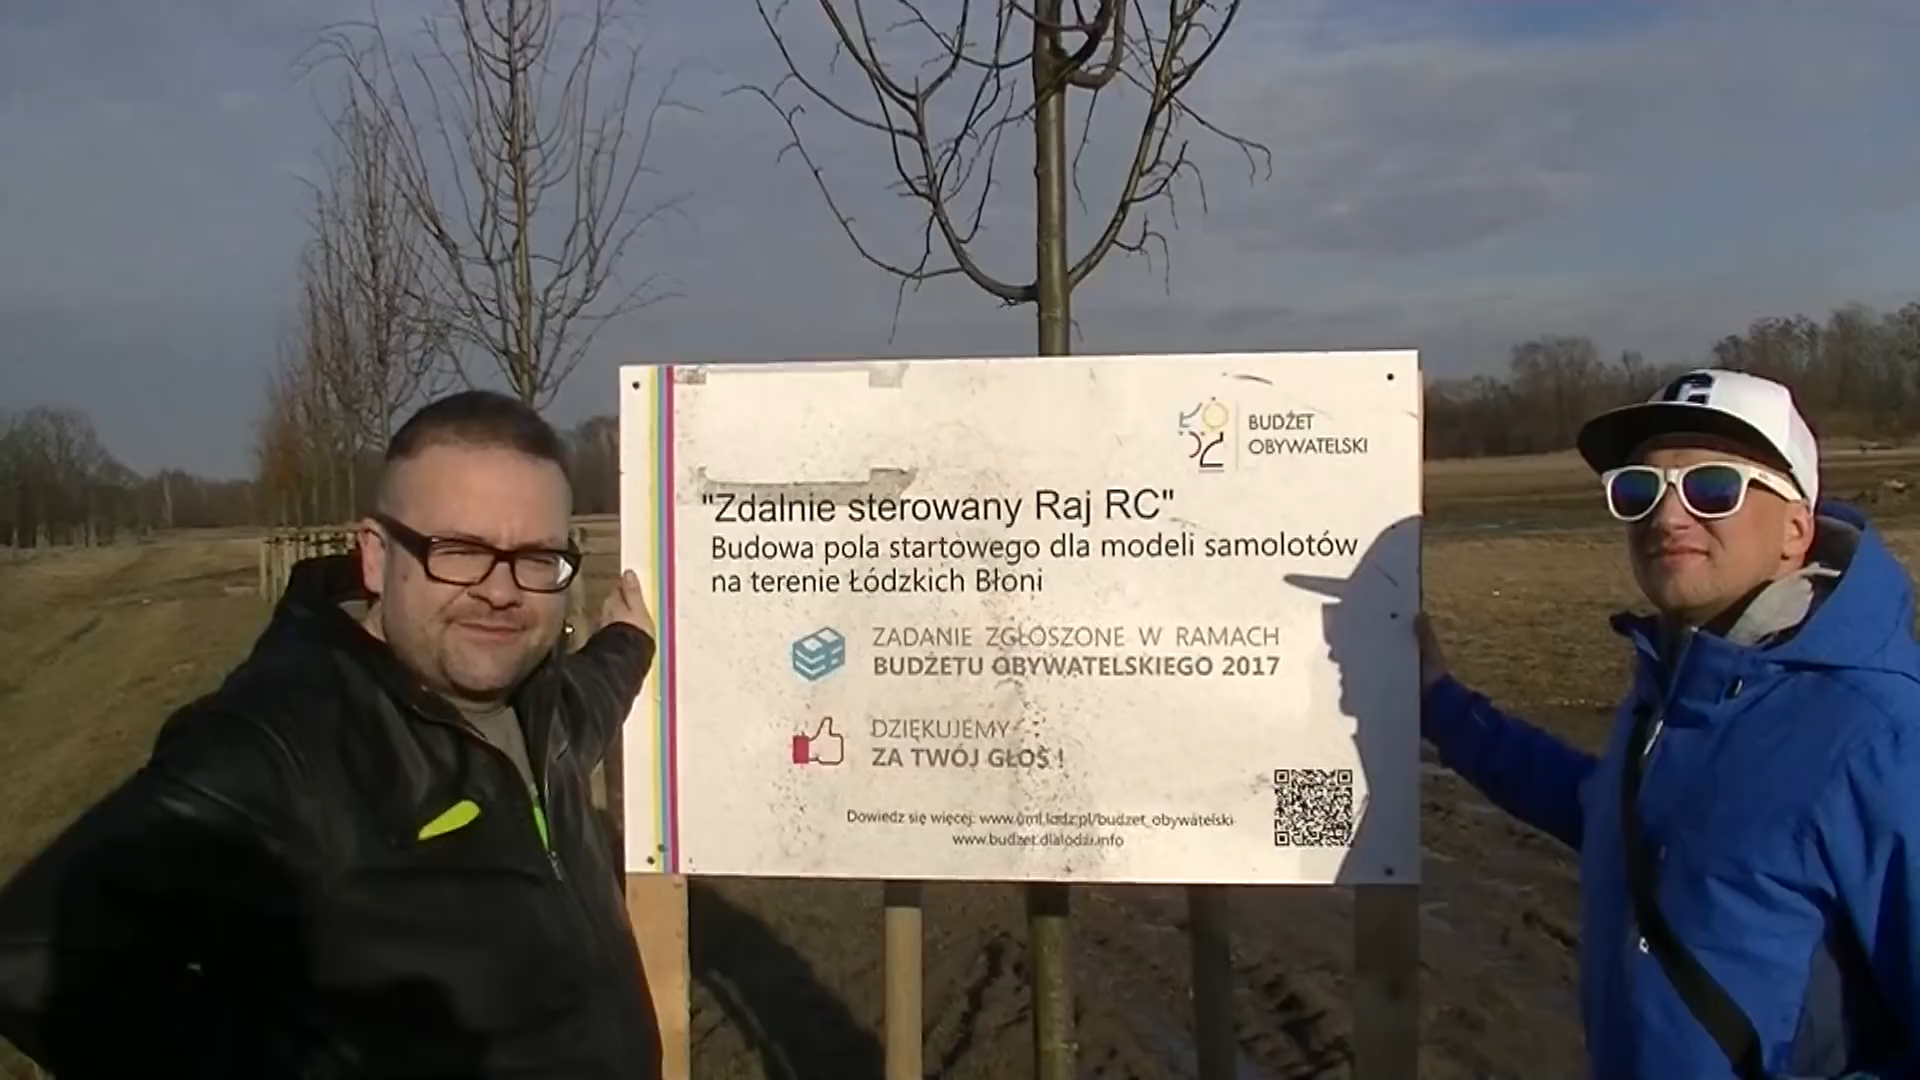 BUDŻET
OBYWATELSKI
"Zdalnie sterowany Raj RC"
Budowa pola startowego dla modeli samolotów
na terenie Łódzkich Błoni
ZADANIE ZGŁOSZONE W RAMACH
BUDŻETU OBYWATELSKIEGO 2017
DZIĘKUJEMY
ZA TWÓJ GŁOS !
Dowiedz się więcej: www.uml.lodz.pl/budzet_obywatelski
www.budzet.dlalodzi.info